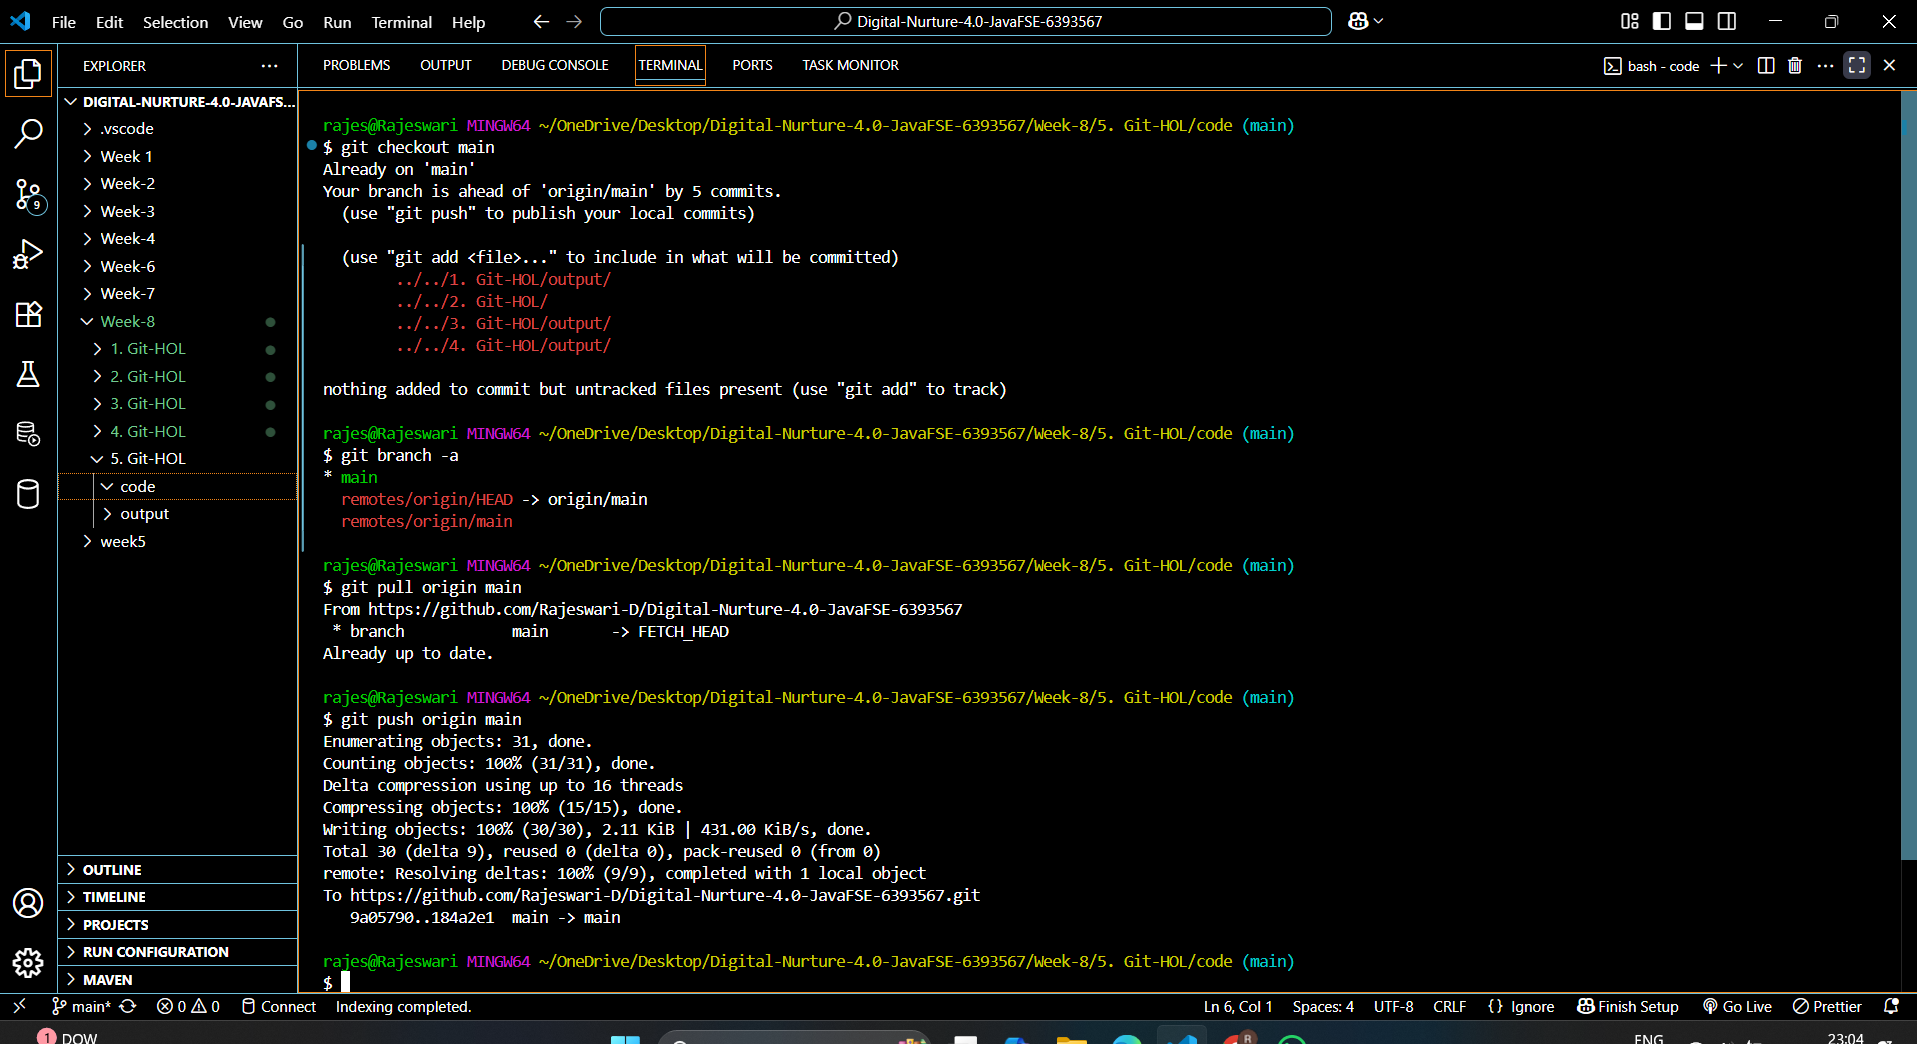 File Edit Selection View Go Run Terminal Help
Digital-Nurture-4.0-JavaFSE-6393567
EXPLORER
PROBLEMS OUTPUT DEBUG CONSOLE TERMINAL PORTS TASK MONITOR
bash - code
DIGITAL-NURTURE-4.0-JAVAFS...
.vscode
Week 1
Week-2
Week-3
Week-4
Week-6
Week-7
Week-8
1. Git-HOL
2. Git-HOL
3. Git-HOL
4. Git-HOL
5. Git-HOL
code
output
week5
9
OUTLINE
TIMELINE
PROJECTS
RUN CONFIGURATION
MAVEN
rajes@Rajeswari MINGW64 ~/OneDrive/Desktop/Digital-Nurture-4.0-JavaFSE-6393567/Week-8/5. Git-HOL/code (main)
$ git checkout main
Already on 'main'
Your branch is ahead of 'origin/main' by 5 commits.
(use "git push" to publish your local commits)
(use "git add <file>..." to include in what will be committed)
../../1. Git-HOL/output/
../../2. Git-HOL/
../../3. Git-HOL/output/
../../4. Git-HOL/output/
nothing added to commit but untracked files present (use "git add" to track)
rajes@Rajeswari MINGW64 ~/OneDrive/Desktop/Digital-Nurture-4.0-JavaFSE-6393567/Week-8/5. Git-HOL/code (main)
$ git branch -a
* main
remotes/origin/HEAD -> origin/main
remotes/origin/main
rajes@Rajeswari MINGW64 ~/OneDrive/Desktop/Digital-Nurture-4.0-JavaFSE-6393567/Week-8/5. Git-HOL/code (main)
$ git pull origin main
From https://github.com/Rajeswari-D/Digital-Nurture-4.0-JavaFSE-6393567
* branch main -> FETCH_HEAD
Already up to date.
rajes@Rajeswari MINGW64 ~/OneDrive/Desktop/Digital-Nurture-4.0-JavaFSE-6393567/Week-8/5. Git-HOL/code (main)
$ git push origin main
Enumerating objects: 31, done.
Counting objects: 100% (31/31), done.
Delta compression using up to 16 threads
Compressing objects: 100% (15/15), done.
Writing objects: 100% (30/30), 2.11 KiB | 431.00 KiB/s, done.
Total 30 (delta 9), reused 0 (delta 0), pack-reused 0 (from 0)
remote: Resolving deltas: 100% (9/9), completed with 1 local object
To https://github.com/Rajeswari-D/Digital-Nurture-4.0-JavaFSE-6393567.git
9a05790..184a2e1 main -> main
rajes@Rajeswari MINGW64 ~/OneDrive/Desktop/Digital-Nurture-4.0-JavaFSE-6393567/Week-8/5. Git-HOL/code (main)
$
main* 0 0 Connect Indexing completed. Ln 6, Col 1 Spaces: 4 UTF-8 CRLF {} Ignore Finish Setup Go Live Prettier
1 DOW R ENG 23:04